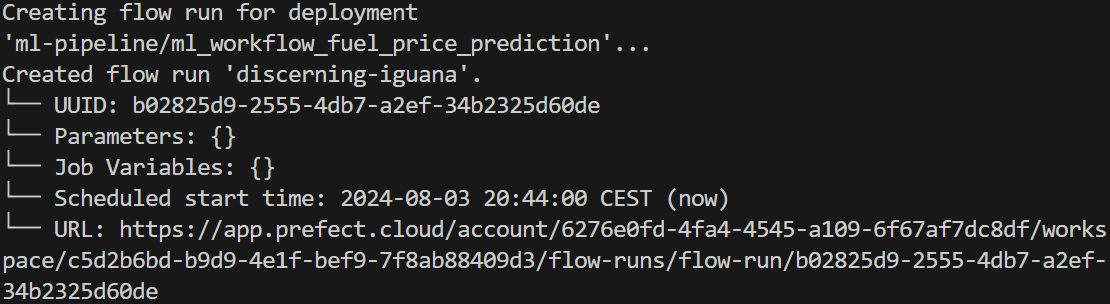 Creating flow run for deployment
'ml-pipeline/ml_workflow_fuel_price_prediction'...
Created flow run 'discerning-iguana'.
└── UUID: b02825d9-2555-4db7-a2ef-34b2325d60de
└── Parameters: {}
└── Job Variables: {}
└── Scheduled start time: 2024-08-03 20:44:00 CEST (now)
└── URL: https://app.prefect.cloud/account/6276e0fd-4fa4-4545-a109-6f67af7dc8df/works
pace/c5d2b6bd-b9d9-4e1f-bef9-7f8ab88409d3/flow-runs/flow-run/b02825d9-2555-4db7-a2ef-
34b2325d60de